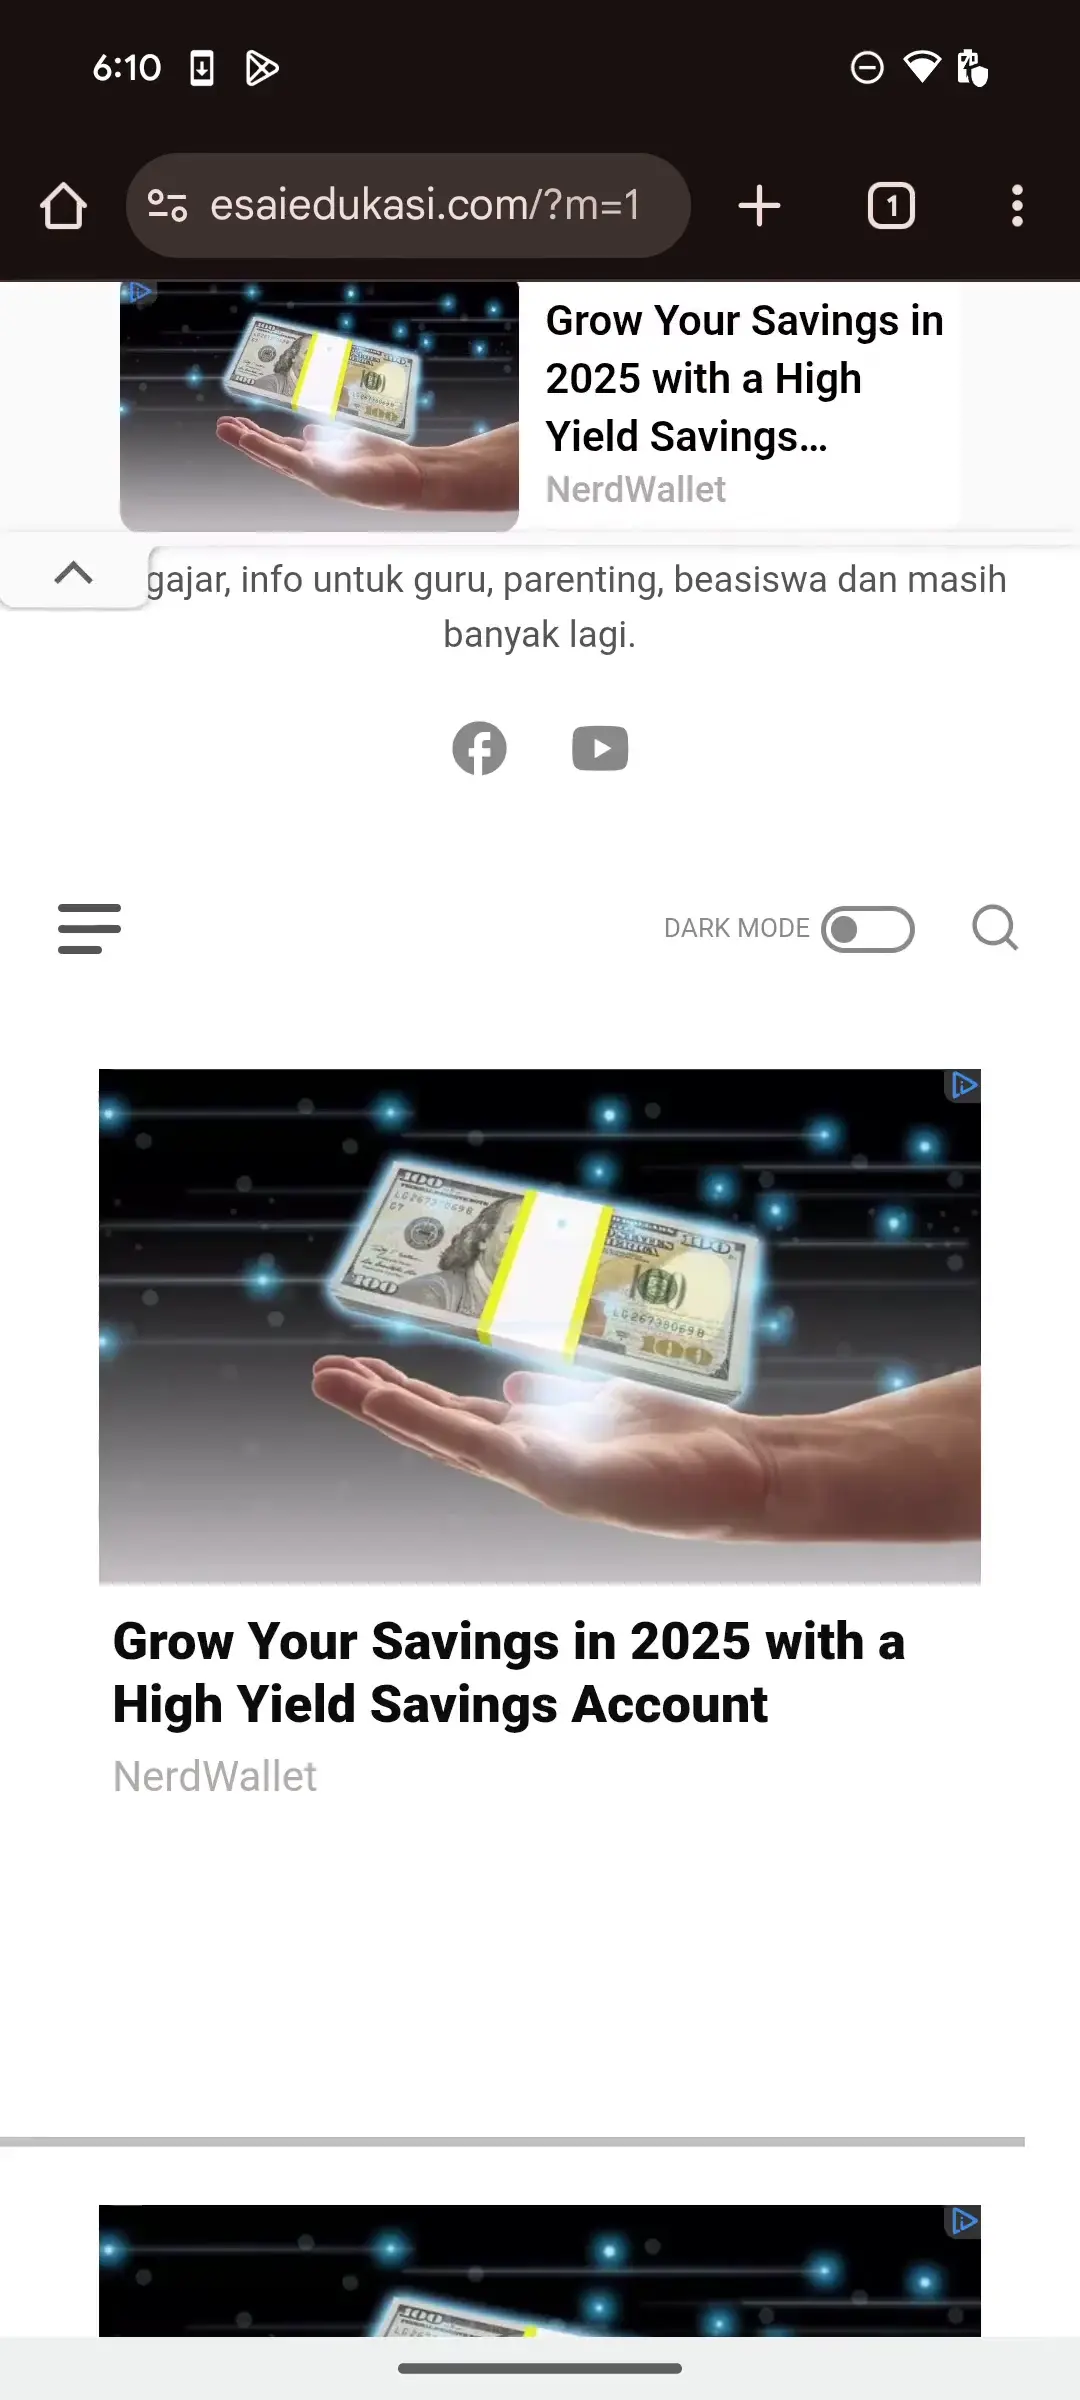 6:10
esaiedukasi.com/?m=1
1
Grow Your Savings in
2025 with a High
Yield Savings...
NerdWallet
gajar, info untuk guru, parenting, beasiswa dan masih
banyak lagi.
DARK MODE
Grow Your Savings in 2025 with a
High Yield Savings Account
NerdWallet